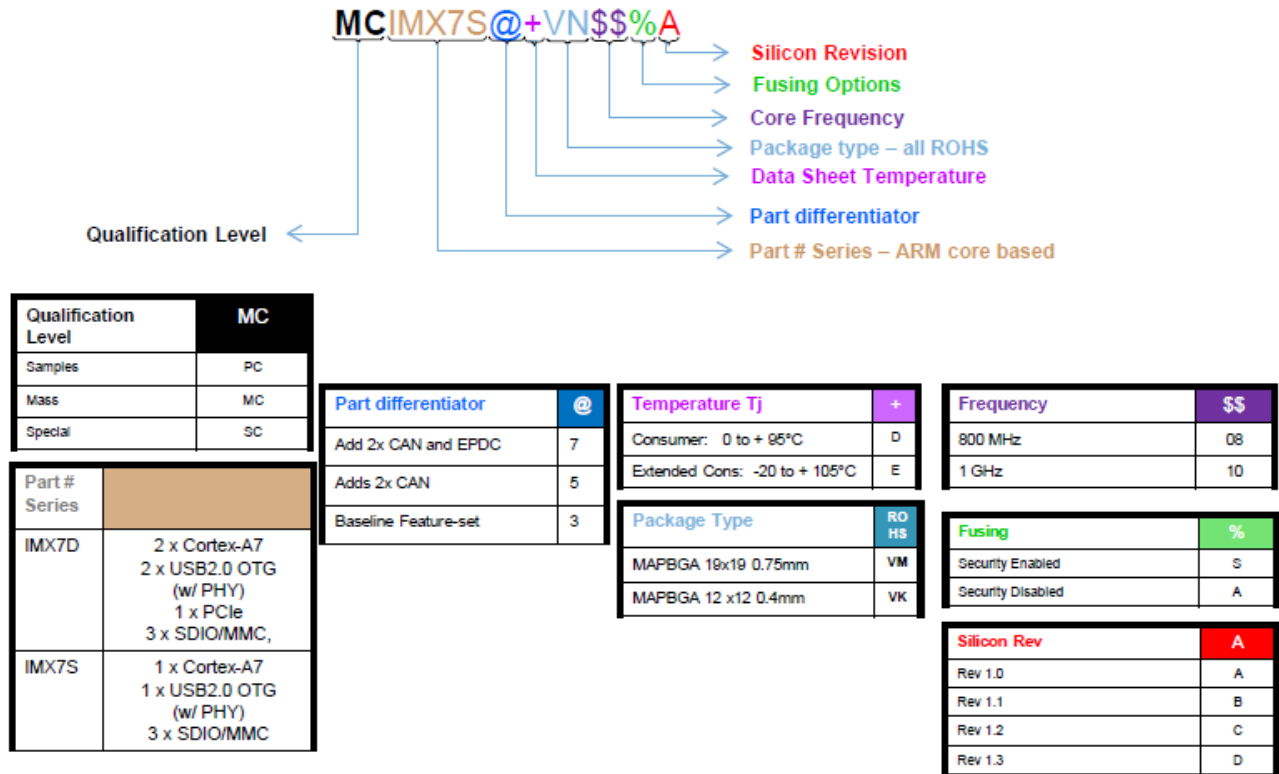 MCIMX7S@+VN$$%A
Silicon Revision
Fusing Options
Core Frequency
Package type – all ROHS
Data Sheet Temperature
Part differentiator
Qualification Level
Part # Series – ARM core based
Qualification Level MC
Samples PC
Mass MC
Special SC
Part # Series
IMX7D 2 x Cortex-A7
2 x USB2.0 OTG
(w/ PHY)
1 x PCIe
3 x SDIO/MMC,
IMX7S 1 x Cortex-A7
1 x USB2.0 OTG
(w/ PHY)
3 x SDIO/MMC
Part differentiator @
Add 2x CAN and EPDC 7
Adds 2x CAN 5
Baseline Feature-set 3
Temperature Tj +
Consumer: 0 to + 95°C D
Extended Cons: -20 to + 105°C E
Package Type ROHS
MAPBGA 19x19 0.75mm VM
MAPBGA 12 x12 0.4mm VK
Frequency $$
800 MHz 08
1 GHz 10
Fusing %
Security Enabled S
Security Disabled A
Silicon Rev A
Rev 1.0 A
Rev 1.1 B
Rev 1.2 C
Rev 1.3 D